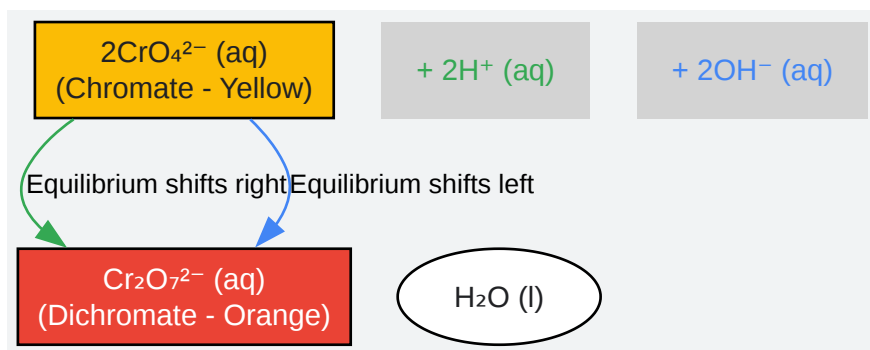 2CrO₄²⁻ (aq)
(Chromate - Yellow)
+ 2H⁺ (aq)
+ 2OH⁻ (aq)
Equilibrium shifts right
Equilibrium shifts left
Cr₂O₇²⁻ (aq)
(Dichromate - Orange)
H₂O (l)